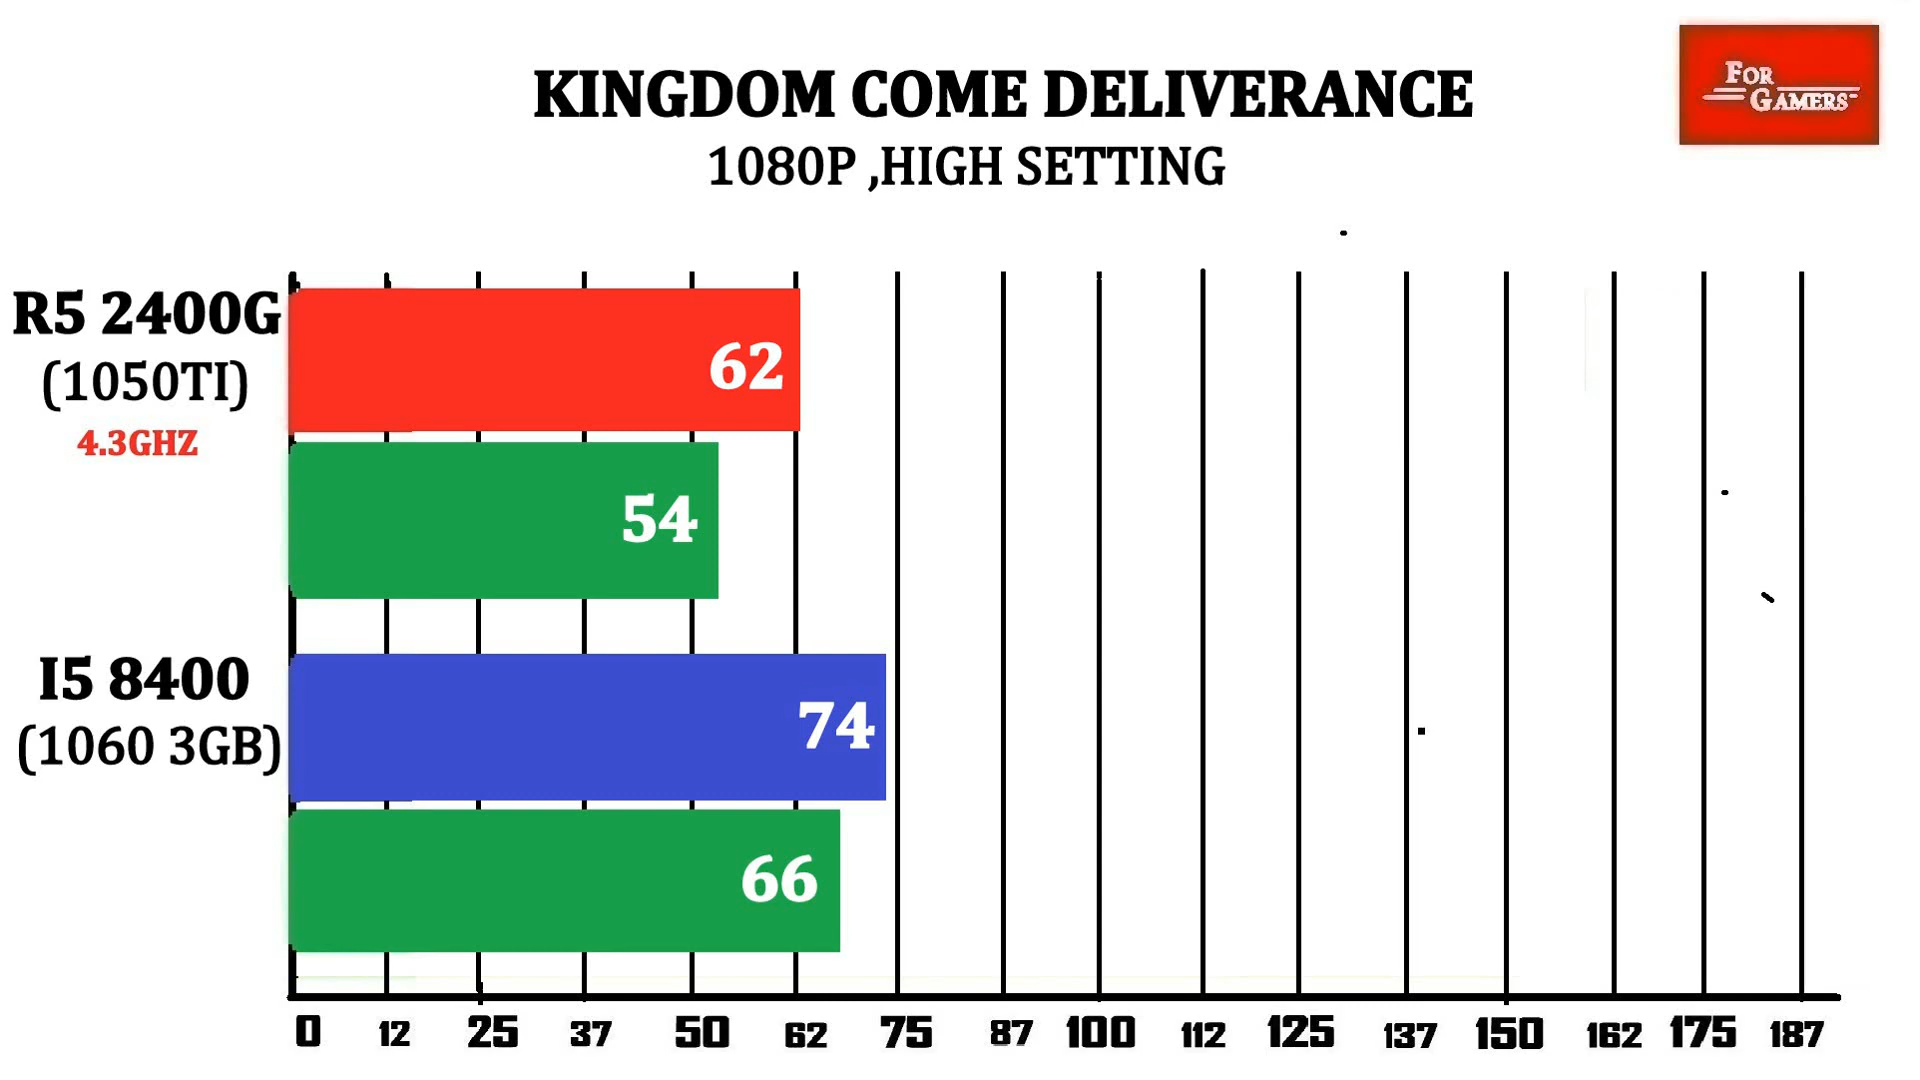 FOR
GAMERS
KINGDOM COME DELIVERANCE
1080P ,HIGH SETTING
R5 2400G
(1050TI)
4.3GHZ
62
54
I5 8400
(1060 3GB)
74
66
0 12 25 37 50 62 75 87 100 112 125 137 150 162 175 187